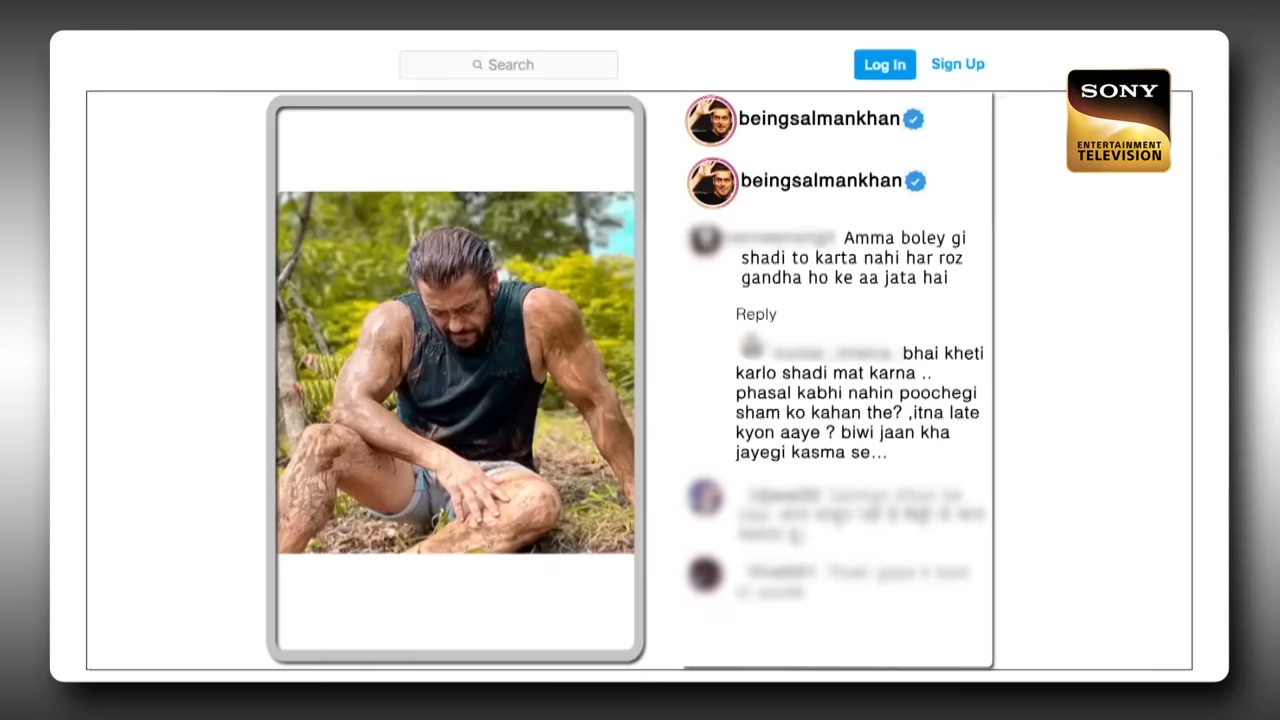 Search
Log In
Sign Up
SONY
ENTERTAINMENT
TELEVISION
beingsalmankhan
beingsalmankhan
Amma boley gi
shadi to karta nahi har roz
gandha ho ke aa jata hai
Reply
bhai kheti
karlo shadi mat karna ..
phasal kabhi nahin poochegi
sham ko kahan the? ,itna late
kyon aaye ? biwi jaan kha
jayegi kasma se...